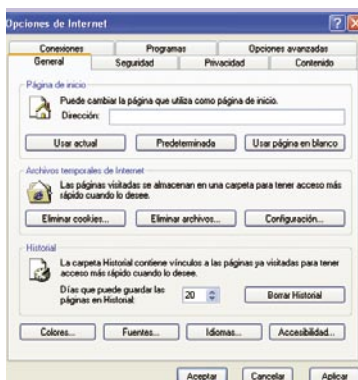 Opciones de Internet
Conexiones Programas Opciones avanzadas
General Seguridad Privacidad Contenido
Página de inicio
Puede cambiar la página que utiliza como página de inicio.
Dirección:
Usar actual Predeterminada Usar página en blanco
Archivos temporales de Internet
Las páginas visitadas se almacenan en una carpeta para tener acceso más
rápido cuando lo desee.
Eliminar cookies... Eliminar archivos... Configuración...
Historial
La carpeta Historial contiene vínculos a las páginas ya visitadas para tener
acceso más rápido cuando lo desee.
Días que puede guardar las
páginas en Historial: 20 Borrar Historial
Colores... Fuentes... Idiomas... Accesibilidad...
Aceptar Cancelar Aplicar